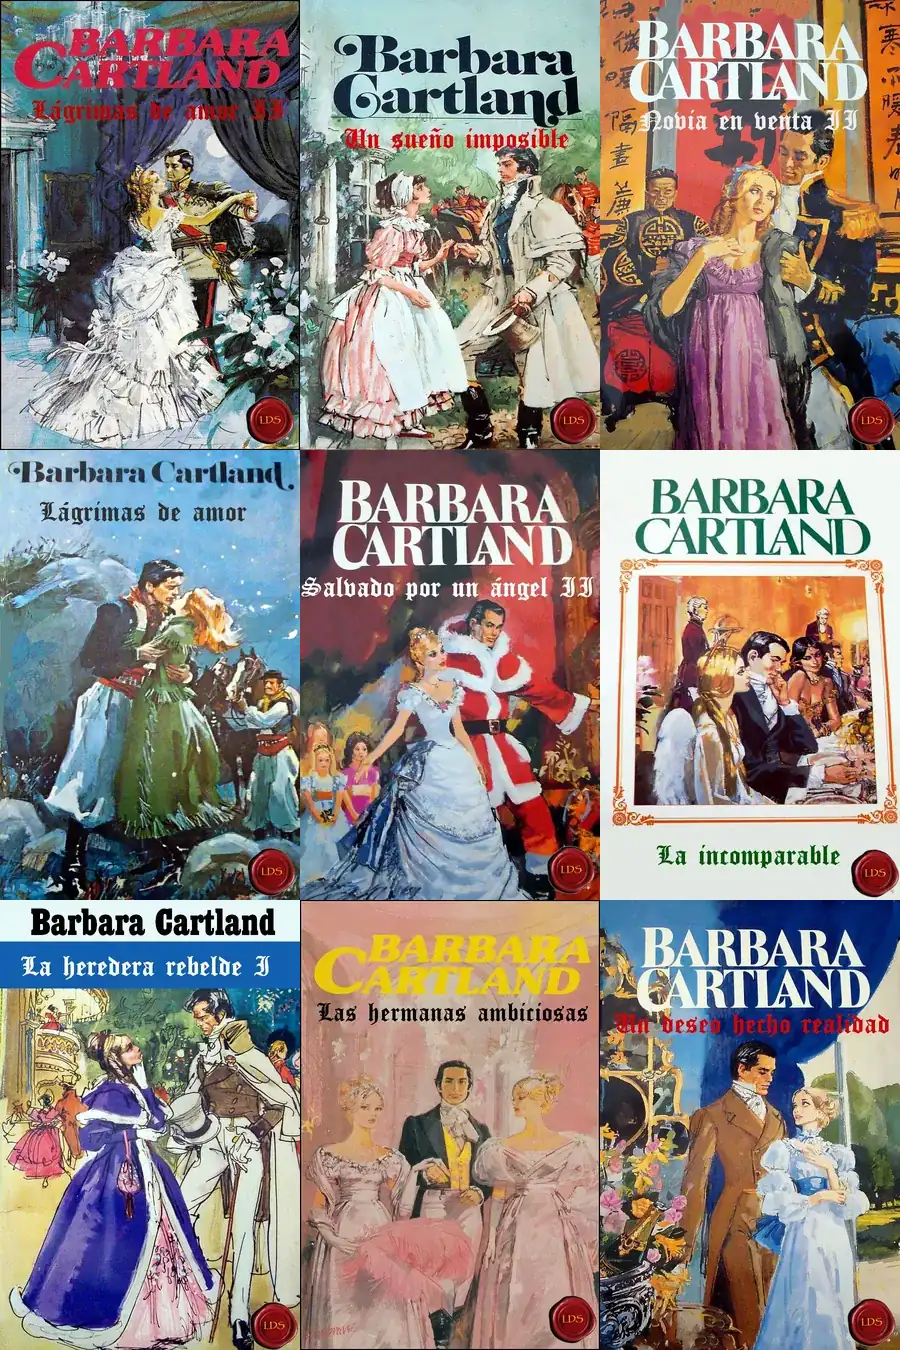 BARBARA
CARTLAND
Lágrimas de amor II
LDS
Barbara
Cartland
Un sueño imposible
LDS
BARBARA
CARTLAND
Novia en venta II
LDS
Barbara Cartland
Lágrimas de amor
LDS
BARBARA
CARTLAND
Salvado por un ángel II
LDS
BARBARA
CARTLAND
La incomparable
LDS
Barbara Cartland
La heredera rebelde I
LDS
BARBARA
CARTLAND
Las hermanas ambiciosas
LDS
BARBARA
CARTLAND
Un deseo hecho realidad
LDS